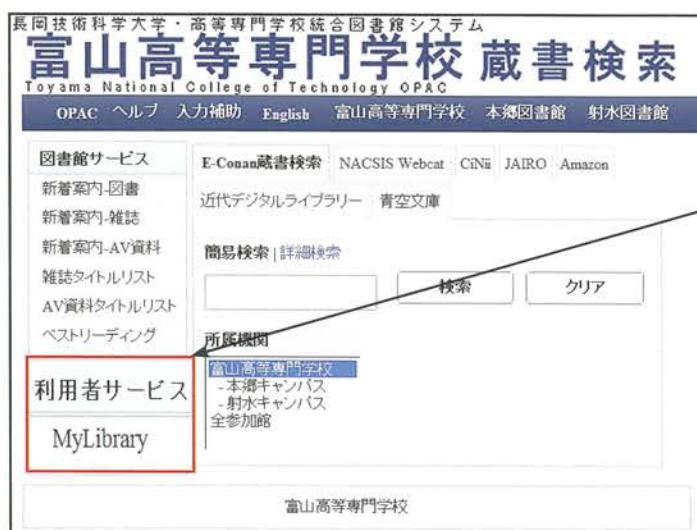 長岡技術科学大学・高等専門学校統合図書館システム
富山高等専門学校 蔵書検索
Toyama National College of Technology OPAC
OPAC ヘルプ 入力補助 English 富山高等専門学校 本郷図書館 射水図書館
図書館サービス
新着案内-図書
新着案内-雑誌
新着案内-AV資料
雑誌タイトルリスト
AV資料タイトルリスト
ベストリーディング
利用者サービス
MyLibrary
E-Conan蔵書検索 NACSIS Webcat CiNii JAIRO Amazon
近代デジタルライブラリー 青空文庫
簡易検索 | 詳細検索
検索 クリア
所属機関
富山高等専門学校
- 本郷キャンパス
- 射水キャンパス
全参加館
富山高等専門学校